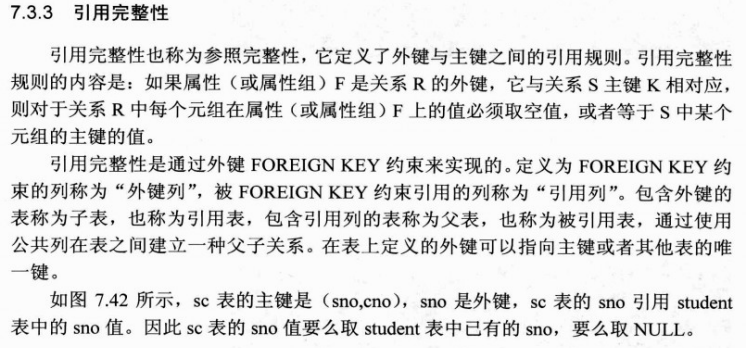 7.3.3 引用完整性
引用完整性也称为参照完整性，它定义了外键与主键之间的引用规则。引用完整性
规则的内容是：如果属性（或属性组）F 是关系 R 的外键，它与关系 S 主键 K 相对应，
则对于关系 R 中每个元组在属性（或属性组）F 上的值必须取空值，或者等于 S 中某个
元组的主键的值。
引用完整性是通过外键 FOREIGN KEY 约束来实现的。定义为 FOREIGN KEY 约
束的列称为“外键列”，被 FOREIGN KEY 约束引用的列称为“引用列”。包含外键的
表称为子表，也称为引用表，包含引用列的表称为父表，也称为被引用表，通过使用
公共列在表之间建立一种父子关系。在表上定义的外键可以指向主键或者其他表的唯
一键。
如图 7.42 所示，sc 表的主键是（sno,cno），sno 是外键，sc 表的 sno 引用 student
表中的 sno 值。因此 sc 表的 sno 值要么取 student 表中已有的 sno，要么取 NULL。